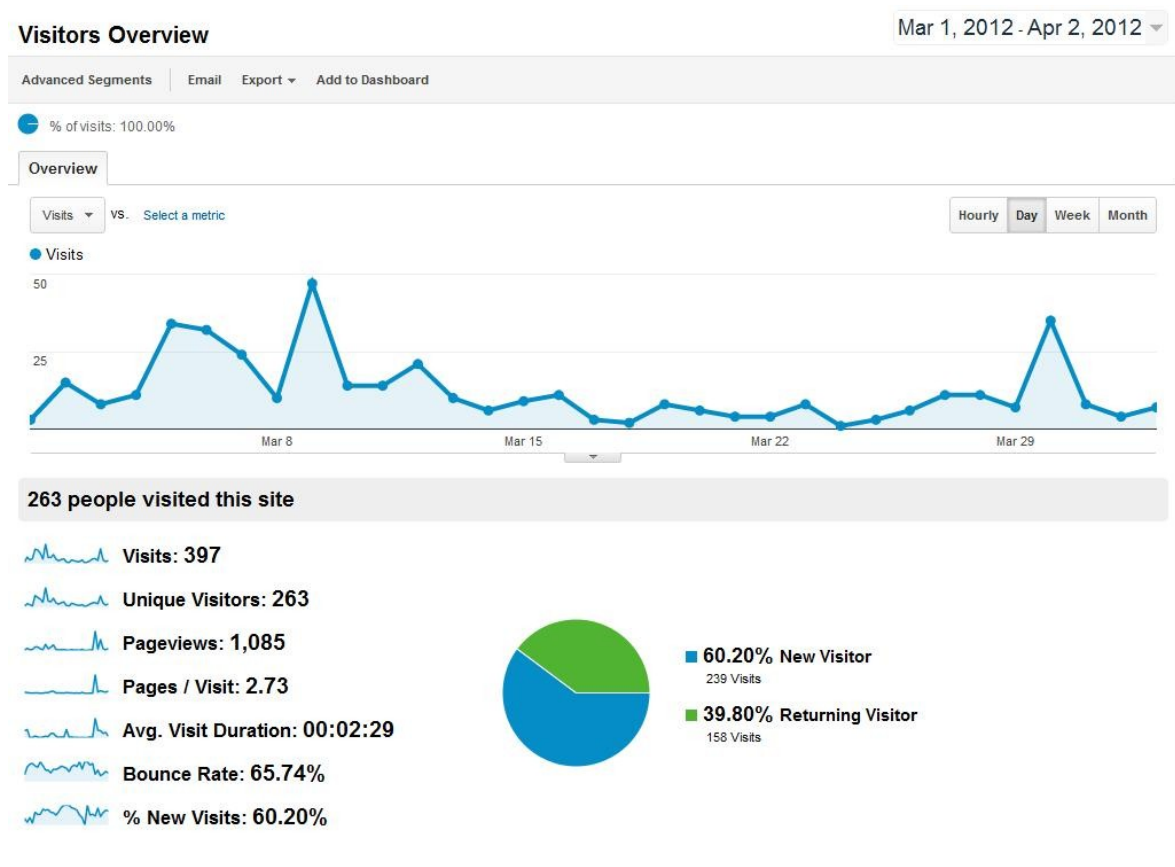 Visitors Overview
Mar 1, 2012 - Apr 2, 2012
Advanced Segments Email Export Add to Dashboard
% of visits: 100.00%
Overview
Visits VS. Select a metric
Hourly Day Week Month
Visits
50
25
Mar 8 Mar 15 Mar 22 Mar 29
263 people visited this site
Visits: 397
Unique Visitors: 263
Pageviews: 1,085
Pages / Visit: 2.73
Avg. Visit Duration: 00:02:29
Bounce Rate: 65.74%
% New Visits: 60.20%
60.20% New Visitor
239 Visits
39.80% Returning Visitor
158 Visits